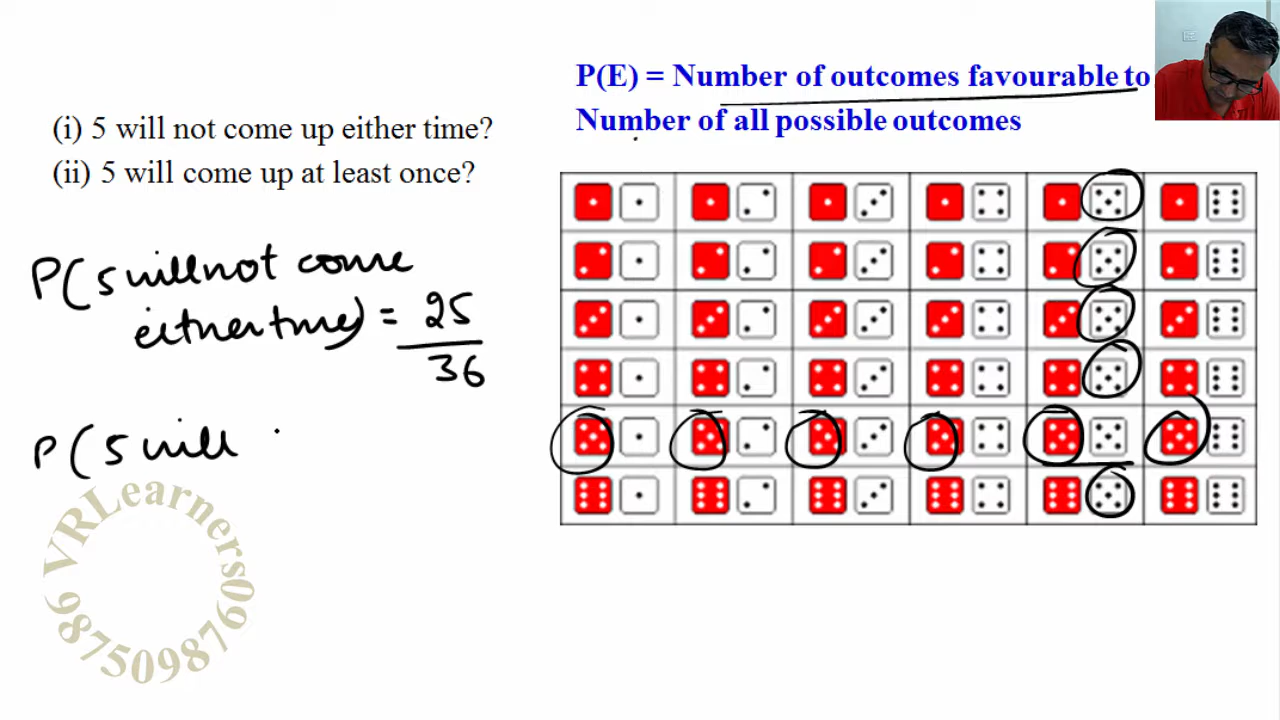 P(E) = Number of outcomes favourable to
Number of all possible outcomes
(i) 5 will not come up either time?
(ii) 5 will come up at least once?
P(5 will not come
either time) = 25
36
P(5 will
VRLearners
09875098760